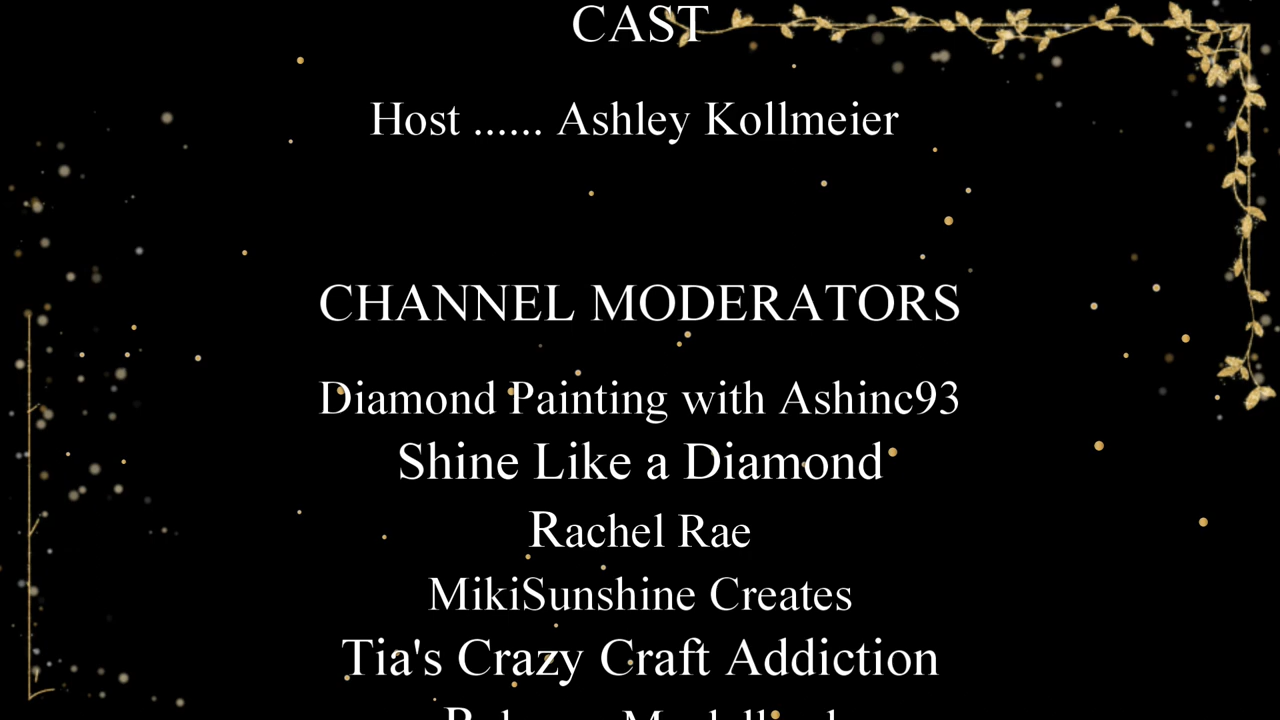 CAST
Host ...... Ashley Kollmeier
CHANNEL MODERATORS
Diamond Painting with Ashinc93
Shine Like a Diamond
Rachel Rae
MikiSunshine Creates
Tia's Crazy Craft Addiction